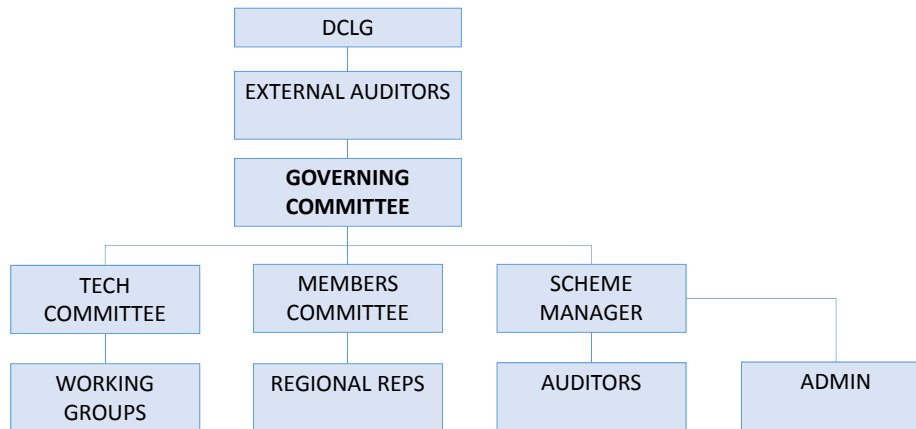 DCLG
EXTERNAL AUDITORS
GOVERNING
COMMITTEE
TECH
COMMITTEE
MEMBERS
COMMITTEE
SCHEME
MANAGER
WORKING
GROUPS
REGIONAL REPS
AUDITORS
ADMIN